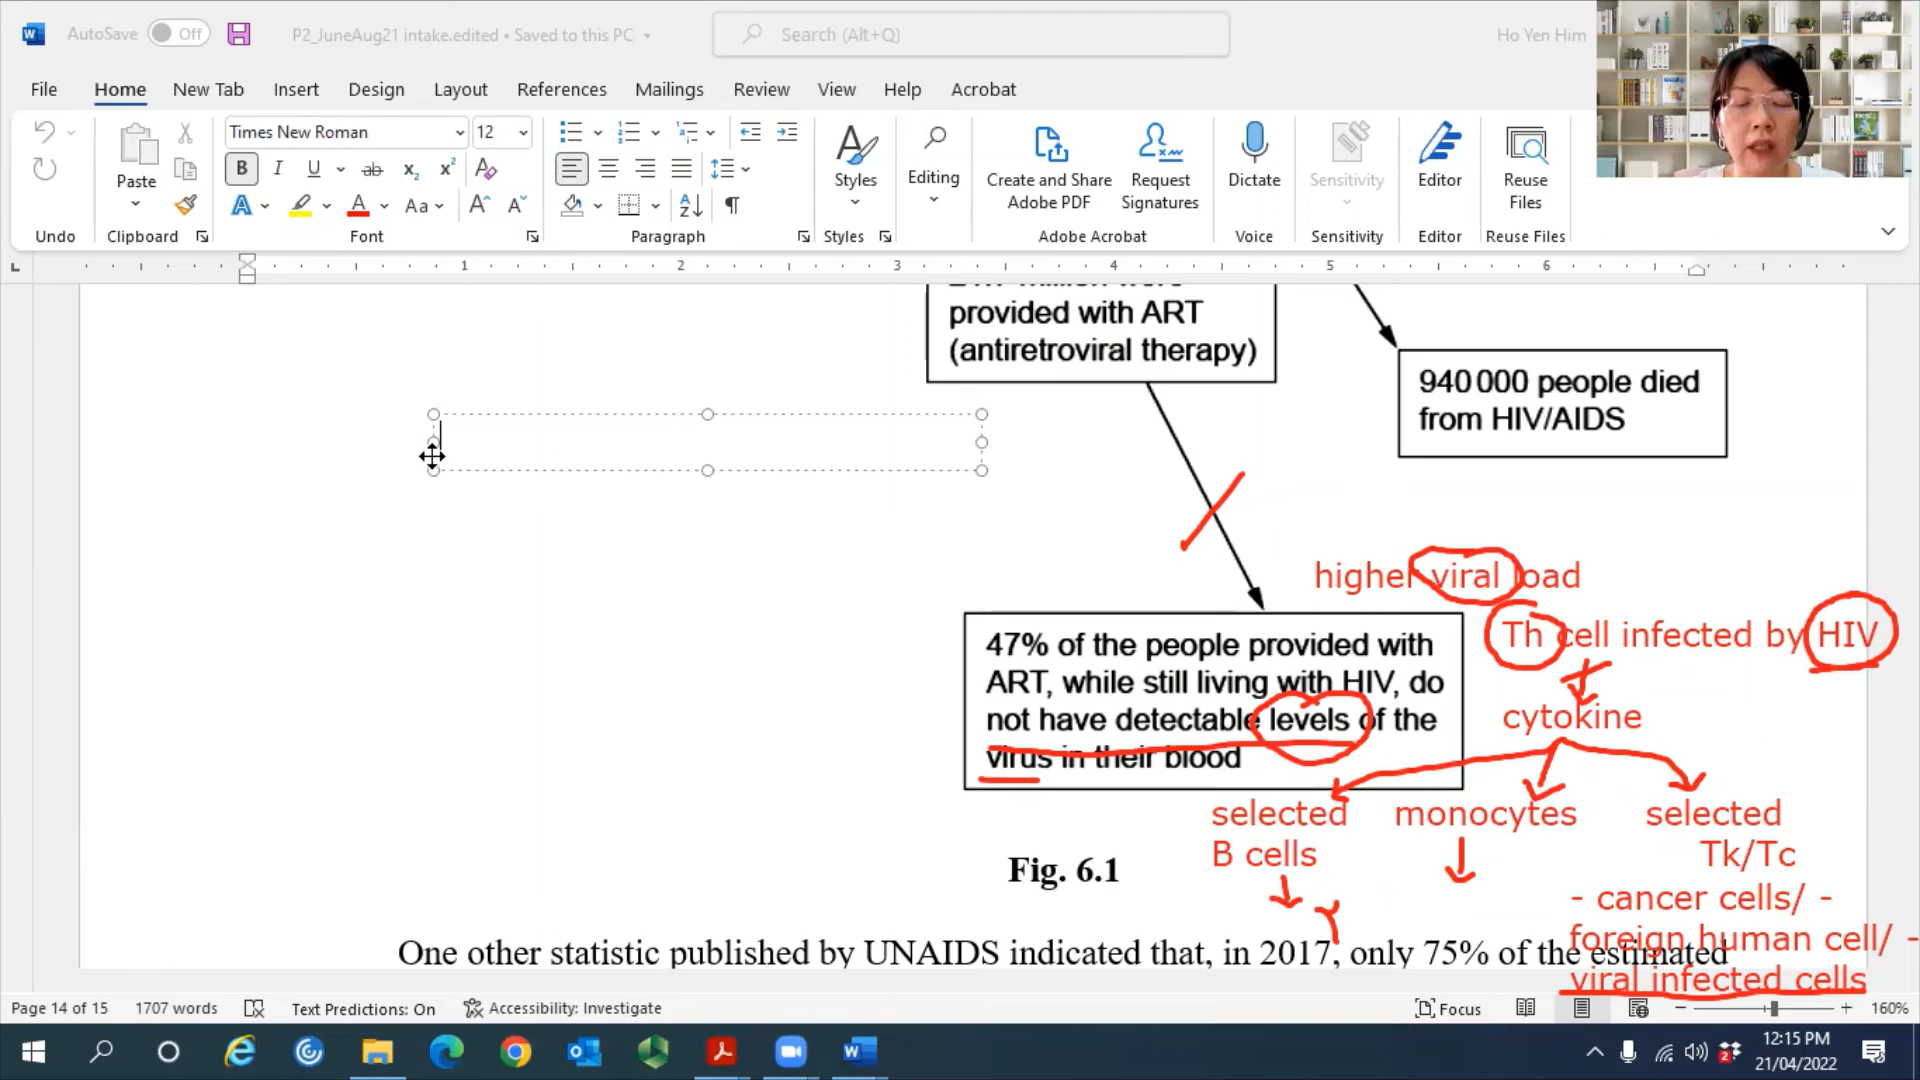 AutoSave Off P2_JuneAug21 intake.edited • Saved to this PC Search (Alt+Q) Ho Yen Him
File Home New Tab Insert Design Layout References Mailings Review View Help Acrobat
Times New Roman 12
Paste
Styles
Editing
Create and Share
Adobe PDF
Request
Signatures
Dictate
Sensitivity
Editor
Reuse
Files
Undo Clipboard Font Paragraph Styles Adobe Acrobat Voice Sensitivity Editor Reuse Files
1 2 3 4 5 6
provided with ART
(antiretroviral therapy)
940 000 people died
from HIV/AIDS
higher viral load
Th cell infected by HIV
47% of the people provided with
ART, while still living with HIV, do
not have detectable levels of the
virus in their blood
cytokine
selected
B cells
monocytes
selected
Tk/Tc
- cancer cells/ -
foreign human cell/ -
viral infected cells
Fig. 6.1
Y
One other statistic published by UNAIDS indicated that, in 2017, only 75% of the estimated
Page 14 of 15 1707 words Text Predictions: On Accessibility: Investigate Focus 160%
12:15 PM
21/04/2022